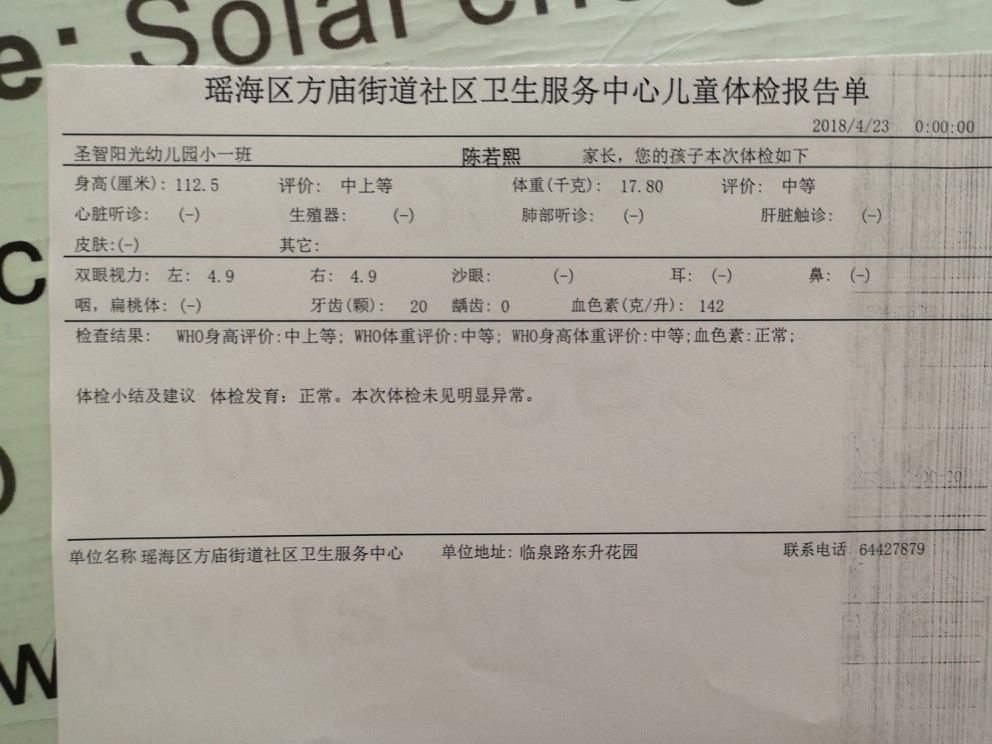 e: Solar
瑶海区方庙街道社区卫生服务中心儿童体检报告单
2018/4/23 0:00:00
圣智阳光幼儿园小一班 陈若熙 家长，您的孩子本次体检如下
身高(厘米): 112.5 评价: 中上等 体重(千克): 17.80 评价: 中等
心脏听诊: (-) 生殖器: (-) 肺部听诊: (-) 肝脏触诊: (-)
皮肤:(-) 其它:
双眼视力: 左: 4.9 右: 4.9 沙眼: (-) 耳: (-) 鼻: (-)
咽，扁桃体: (-) 牙齿(颗): 20 龋齿: 0 血色素(克/升): 142
检查结果: WHO身高评价:中上等; WHO体重评价:中等; WHO身高体重评价:中等;血色素:正常;
体检小结及建议 体检发育: 正常。本次体检未见明显异常。
单位名称 瑶海区方庙街道社区卫生服务中心 单位地址: 临泉路东升花园 联系电话 64427879
c
w